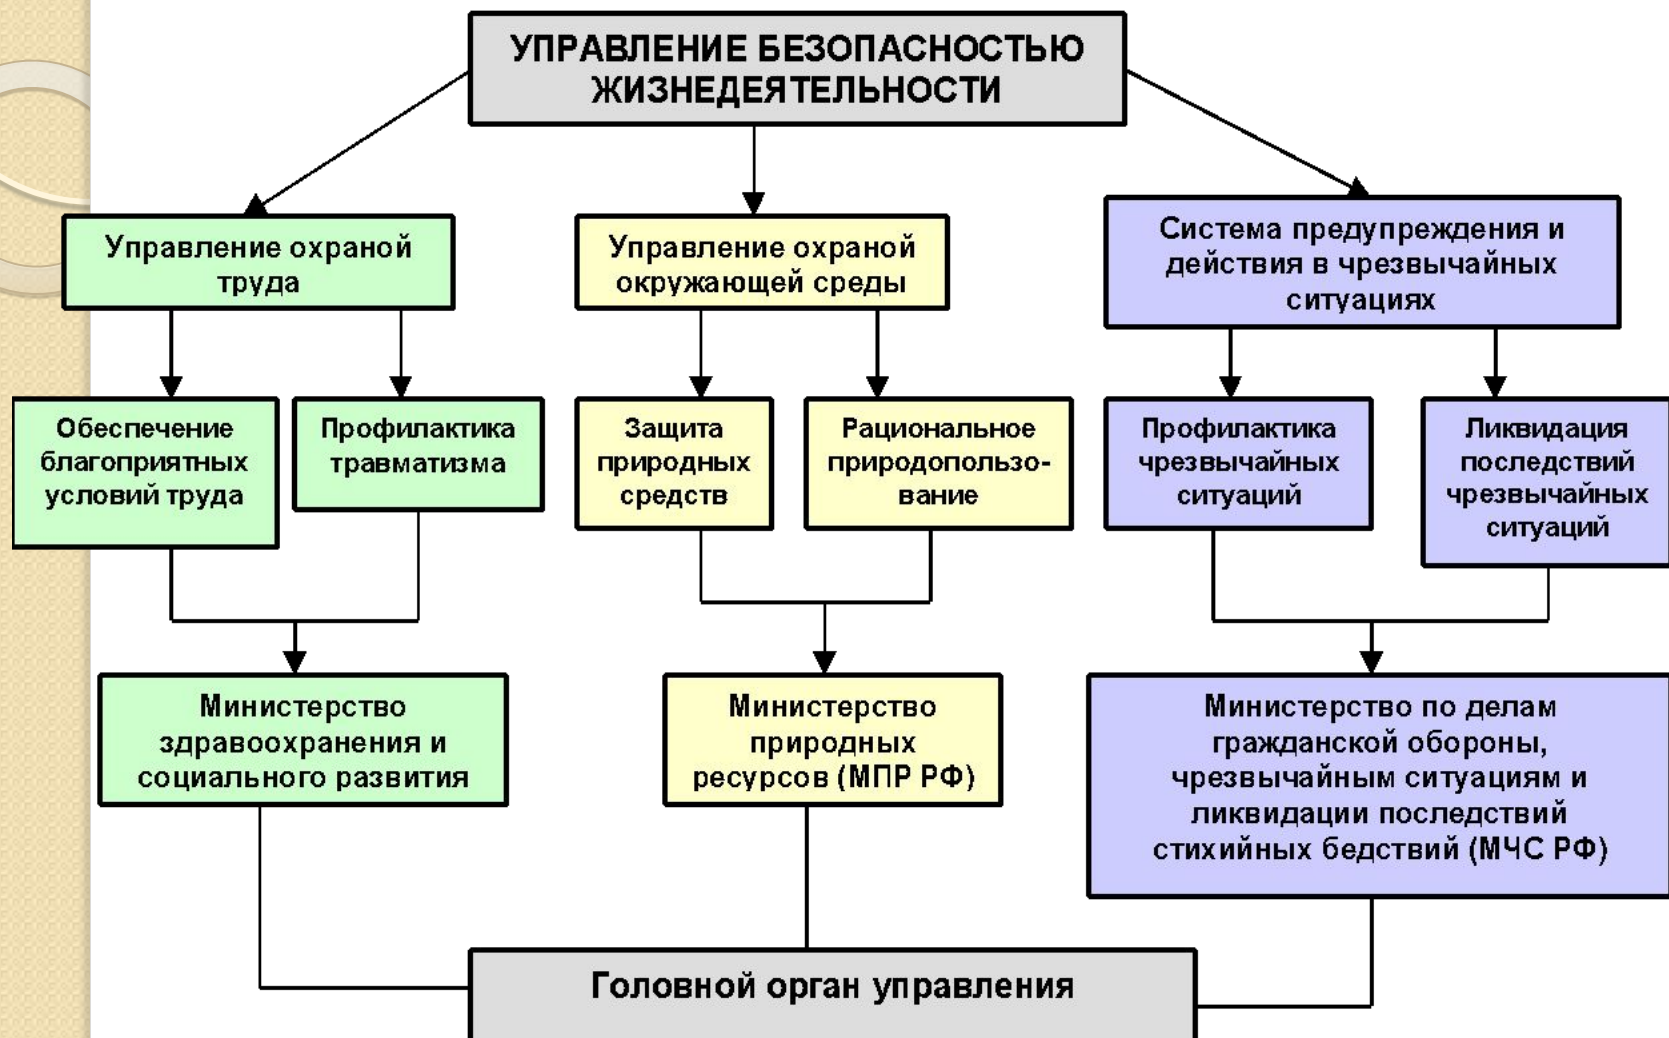 УПРАВЛЕНИЕ БЕЗОПАСНОСТЬЮ
ЖИЗНЕДЕЯТЕЛЬНОСТИ
Управление охраной
труда
Управление охраной
окружающей среды
Система предупреждения и
действия в чрезвычайных
ситуациях
Обеспечение
благоприятных
условий труда
Профилактика
травматизма
Защита
природных
средств
Рациональное
природопользо-
вание
Профилактика
чрезвычайных
ситуаций
Ликвидация
последствий
чрезвычайных
ситуаций
Министерство
здравоохранения и
социального развития
Министерство
природных
ресурсов (МПР РФ)
Министерство по делам
гражданской обороны,
чрезвычайным ситуациям и
ликвидации последствий
стихийных бедствий (МЧС РФ)
Головной орган управления